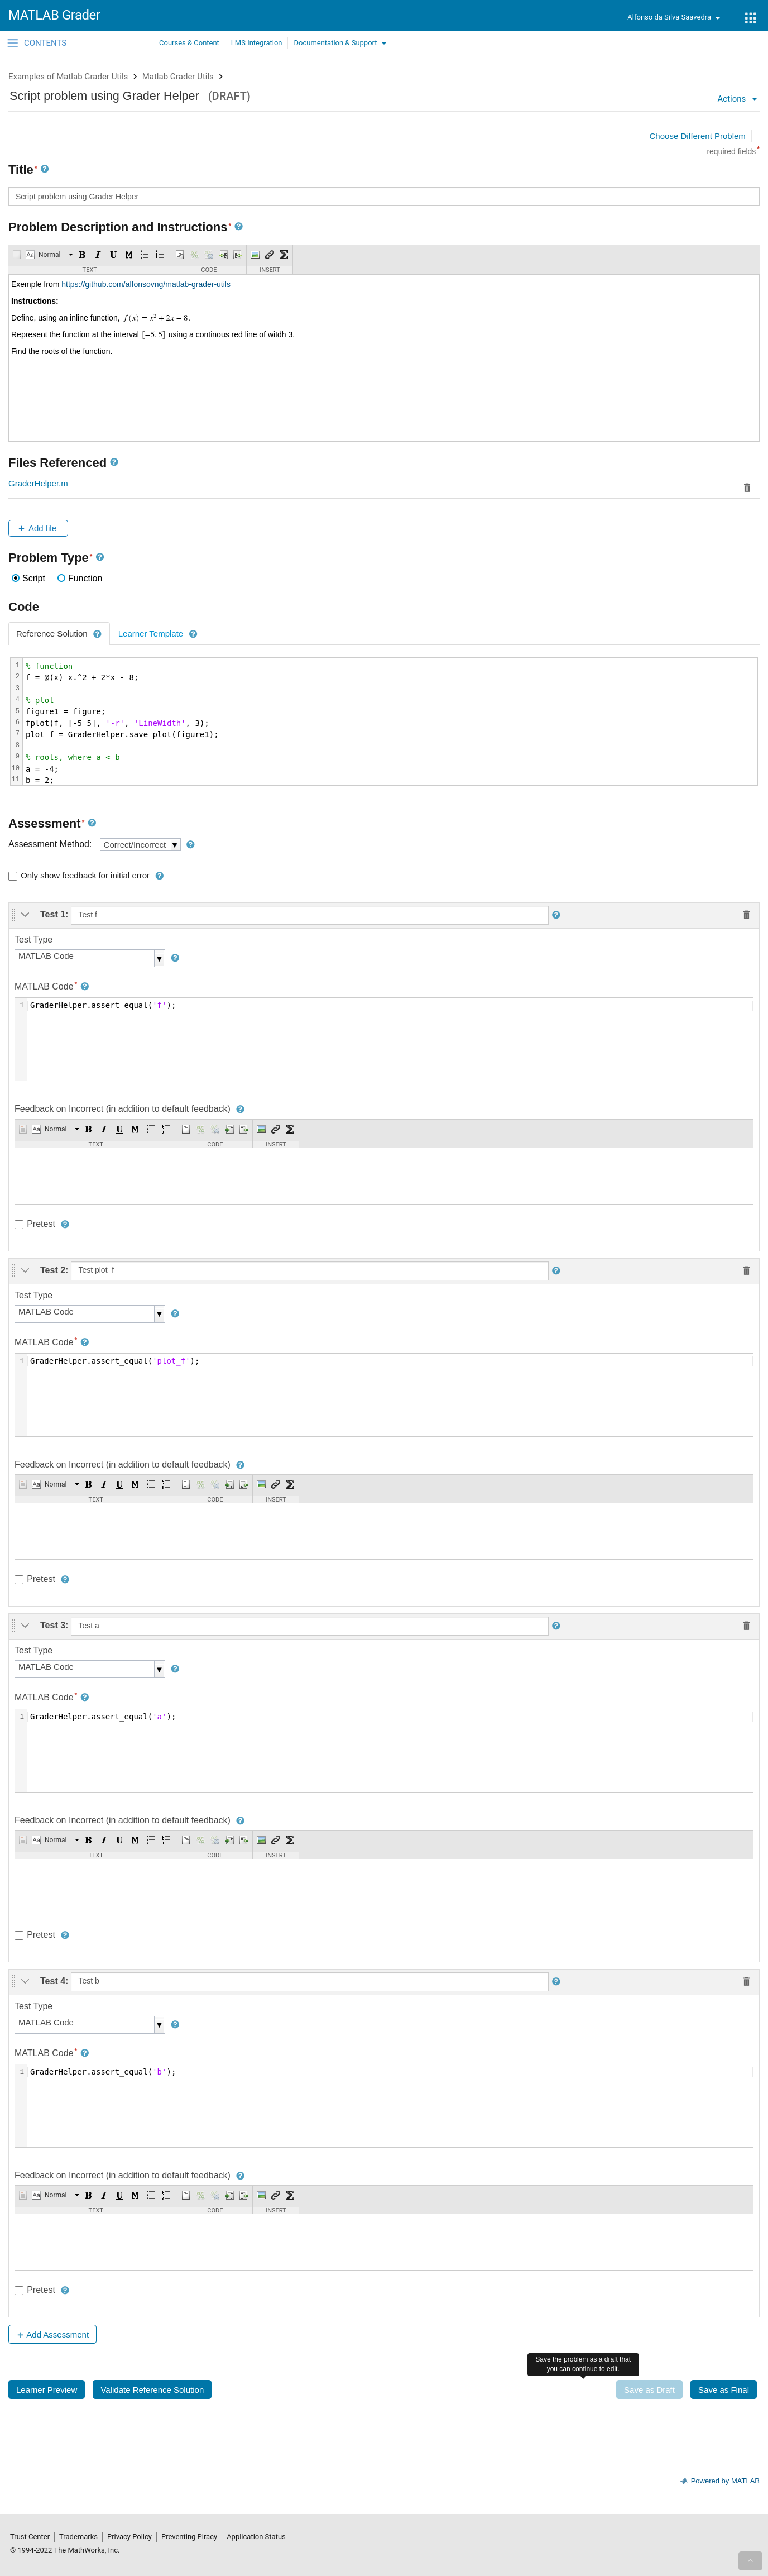 MATLAB Grader
Alfonso da Silva Saavedra
CONTENTS
Courses & Content
LMS Integration
Documentation & Support
Examples of Matlab Grader Utils
Matlab Grader Utils
Script problem using Grader Helper (DRAFT)
Actions
Choose Different Problem
required fields*
Title*
Script problem using Grader Helper
Problem Description and Instructions*
Normal
TEXT
CODE
INSERT
Exemple from https://github.com/alfonsovng/matlab-grader-utils
Instructions:
Define, using an inline function, f(x) = x² + 2x − 8.
Represent the function at the interval [−5, 5] using a continous red line of witdh 3.
Find the roots of the function.
Files Referenced
GraderHelper.m
+ Add file
Problem Type*
Script
Function
Code
Reference Solution
Learner Template
1 % function
2 f = @(x) x.^2 + 2*x - 8;
3
4 % plot
5 figure1 = figure;
6 fplot(f, [-5 5], '-r', 'LineWidth', 3);
7 plot_f = GraderHelper.save_plot(figure1);
8
9 % roots, where a < b
10 a = -4;
11 b = 2;
Assessment*
Assessment Method: Correct/Incorrect
Only show feedback for initial error
Test 1: Test f
Test Type
MATLAB Code
MATLAB Code*
1 GraderHelper.assert_equal('f');
Feedback on Incorrect (in addition to default feedback)
Normal
TEXT
CODE
INSERT
Pretest
Test 2: Test plot_f
Test Type
MATLAB Code
MATLAB Code*
1 GraderHelper.assert_equal('plot_f');
Feedback on Incorrect (in addition to default feedback)
Normal
TEXT
CODE
INSERT
Pretest
Test 3: Test a
Test Type
MATLAB Code
MATLAB Code*
1 GraderHelper.assert_equal('a');
Feedback on Incorrect (in addition to default feedback)
Normal
TEXT
CODE
INSERT
Pretest
Test 4: Test b
Test Type
MATLAB Code
MATLAB Code*
1 GraderHelper.assert_equal('b');
Feedback on Incorrect (in addition to default feedback)
Normal
TEXT
CODE
INSERT
Pretest
+ Add Assessment
Save the problem as a draft that
you can continue to edit.
Learner Preview
Validate Reference Solution
Save as Draft
Save as Final
Powered by MATLAB
Trust Center
Trademarks
Privacy Policy
Preventing Piracy
Application Status
© 1994-2022 The MathWorks, Inc.